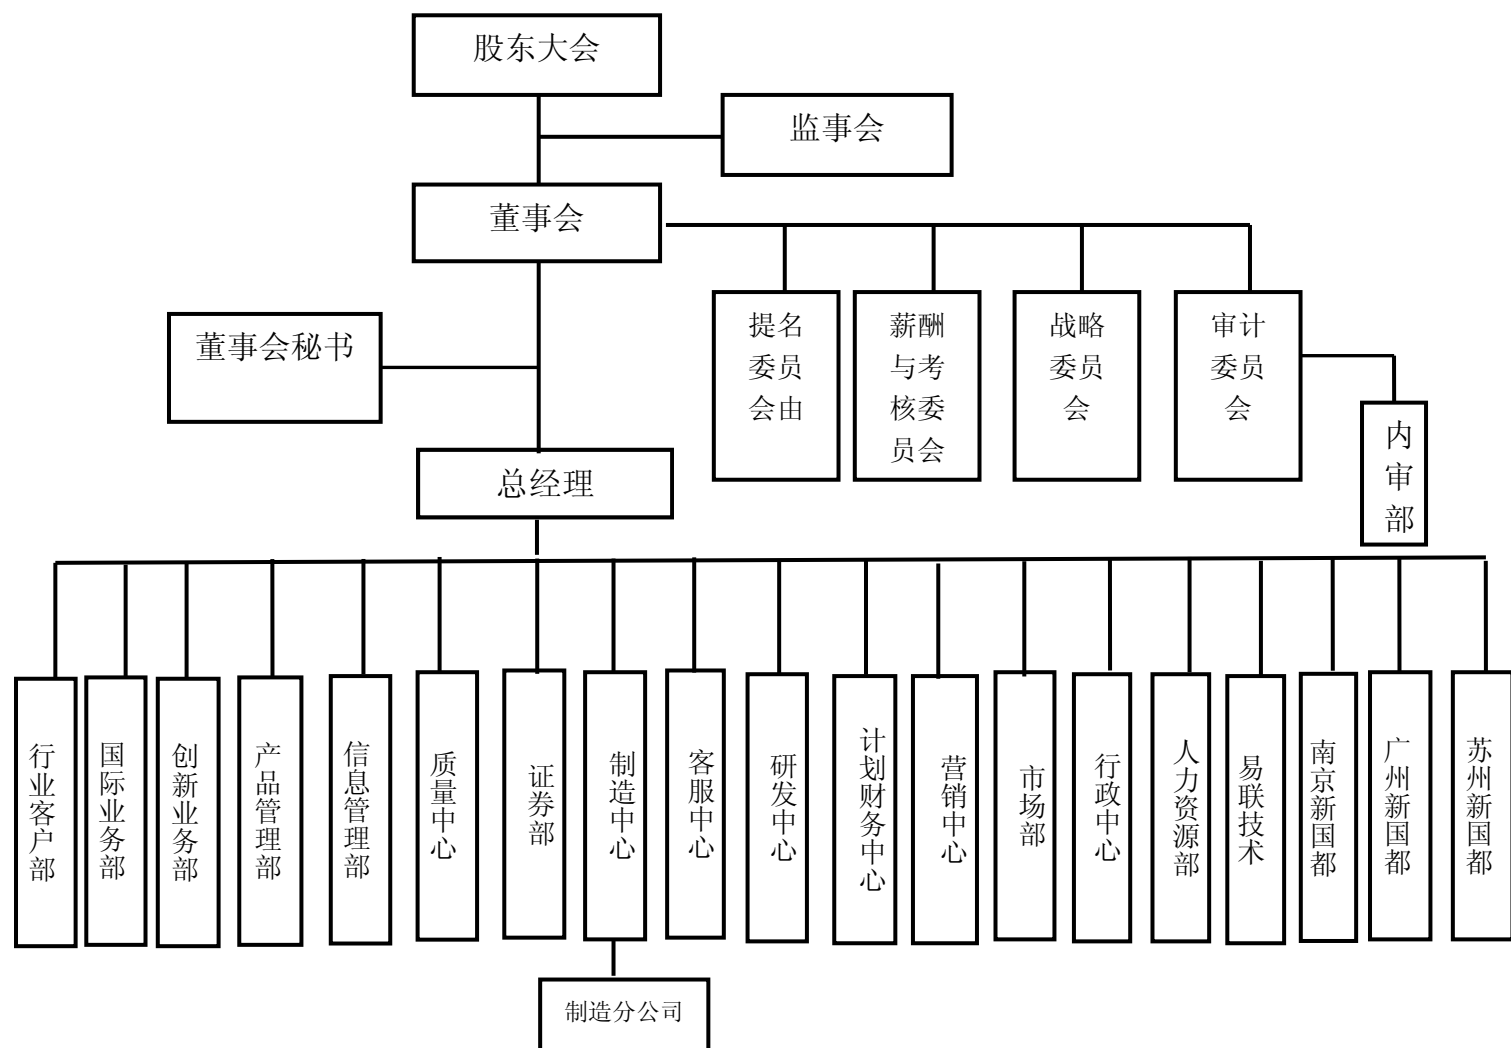 股东大会
监事会
董事会
董事会秘书
提名
委员
会由
薪酬
与考
核委
员会
战略
委员
会
审计
委员
会
内
审
部
总经理
行业客户部
国际业务部
创新业务部
产品管理部
信息管理部
质量中心
证券部
制造中心
客服中心
研发中心
计划财务中心
营销中心
市场部
行政中心
人力资源部
易联技术
南京新国都
广州新国都
苏州新国都
制造分公司